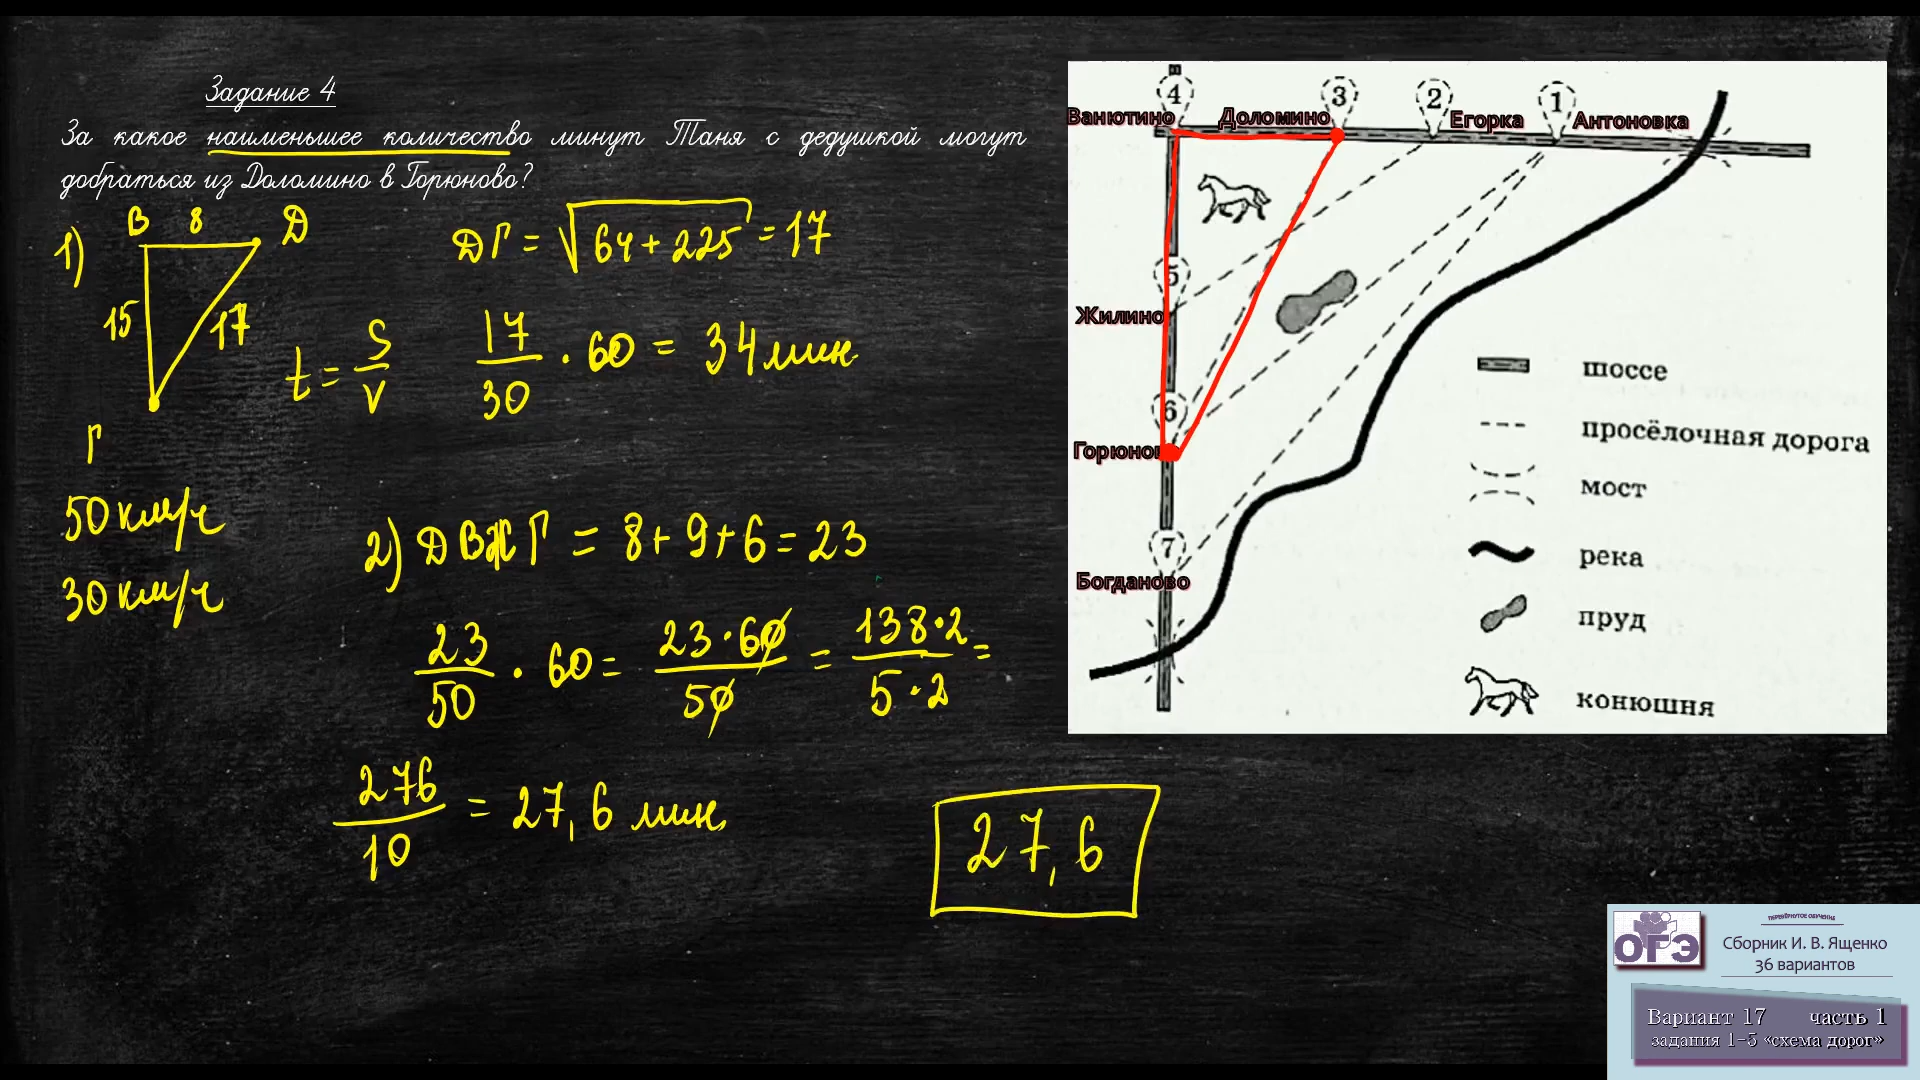 Задание 4
За какое наименьшее количество минут Таня с дедушкой могут
добраться из Доломино в Горюново?
1)
В 8 Д
15
17
Г
ДГ = √64+225 = 17
t = S/V
17/30 · 60 = 34 мин
50 км/ч
30 км/ч
2) ДВЖГ = 8+9+6=23
23/50 · 60 = 23·60/50 = 138·2/5·2 =
276/10 = 27,6 мин.
27,6
4
3
2
1
Ванютино
Доломино
Егорка
Антоновка
5
Жилино
6
Горюно
7
Богданово
шоссе
просёлочная дорога
мост
река
пруд
конюшня
ПЕРЕВЁРНУТОЕ ОБУЧЕНИЕ
ОГЭ
Сборник И. В. Ященко
36 вариантов
Вариант 17 часть 1
задания 1-5 «схема дорог»